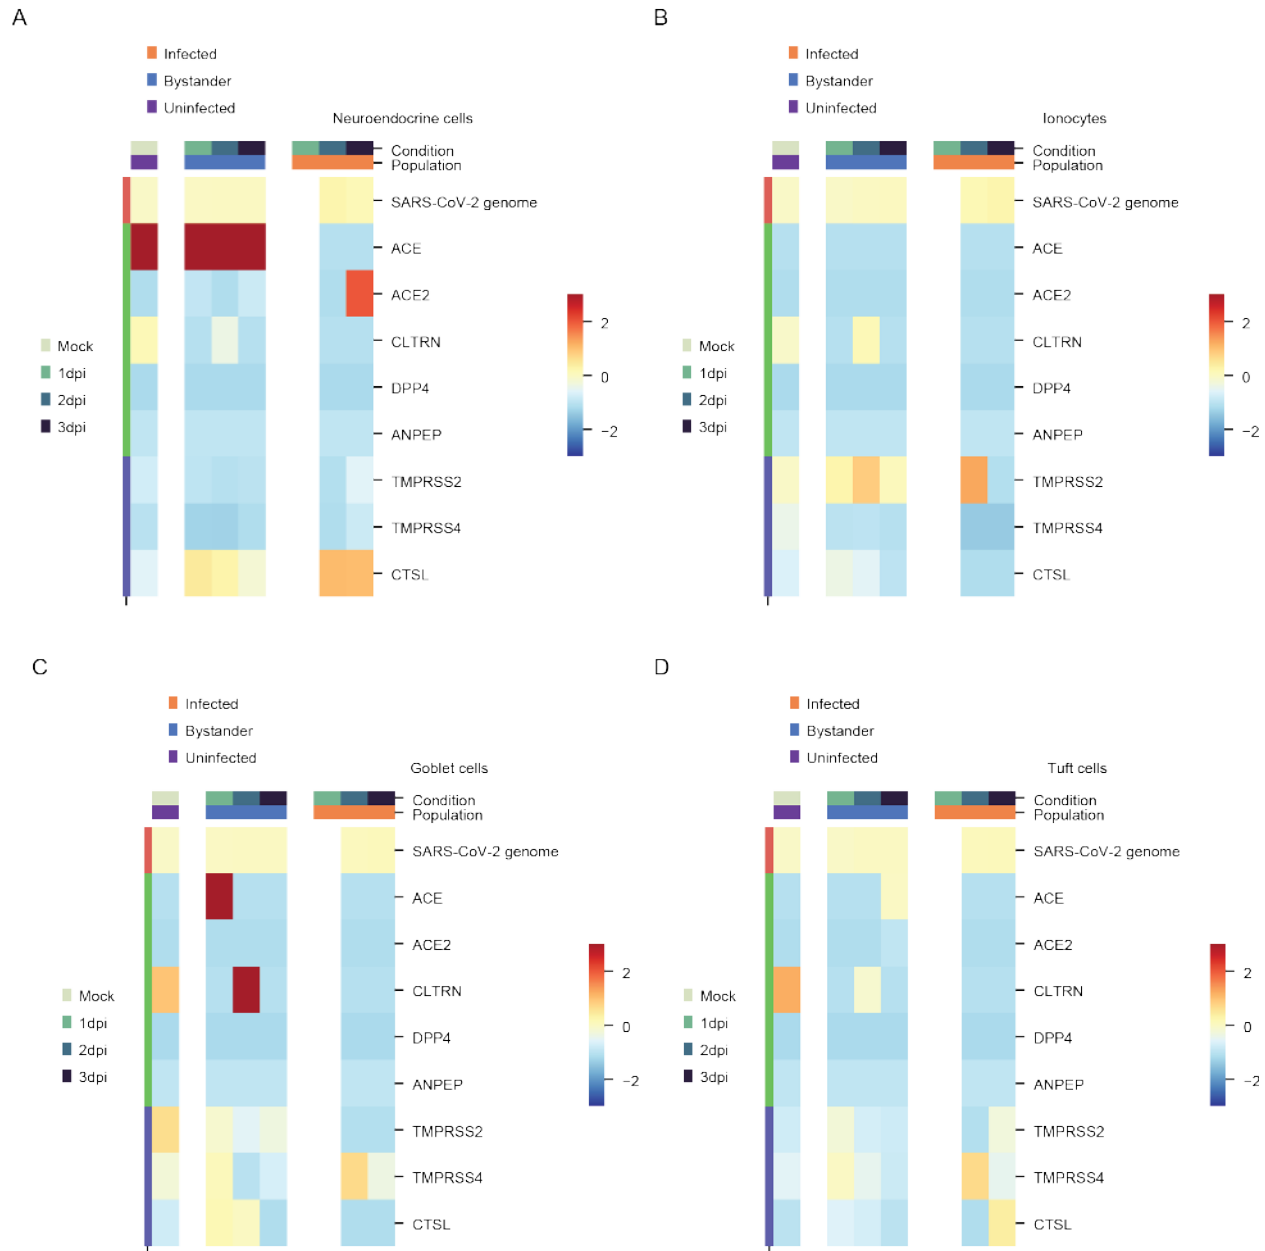 A
Infected
Bystander
Uninfected
Neuroendocrine cells
Condition
Population
SARS-CoV-2 genome
ACE
ACE2
CLTRN
DPP4
ANPEP
TMPRSS2
TMPRSS4
CTSL
Mock
1dpi
2dpi
3dpi
2
0
−2
B
Infected
Bystander
Uninfected
Ionocytes
Condition
Population
SARS-CoV-2 genome
ACE
ACE2
CLTRN
DPP4
ANPEP
TMPRSS2
TMPRSS4
CTSL
Mock
1dpi
2dpi
3dpi
2
0
−2
C
Infected
Bystander
Uninfected
Goblet cells
Condition
Population
SARS-CoV-2 genome
ACE
ACE2
CLTRN
DPP4
ANPEP
TMPRSS2
TMPRSS4
CTSL
Mock
1dpi
2dpi
3dpi
2
0
−2
D
Infected
Bystander
Uninfected
Tuft cells
Condition
Population
SARS-CoV-2 genome
ACE
ACE2
CLTRN
DPP4
ANPEP
TMPRSS2
TMPRSS4
CTSL
Mock
1dpi
2dpi
3dpi
2
0
−2